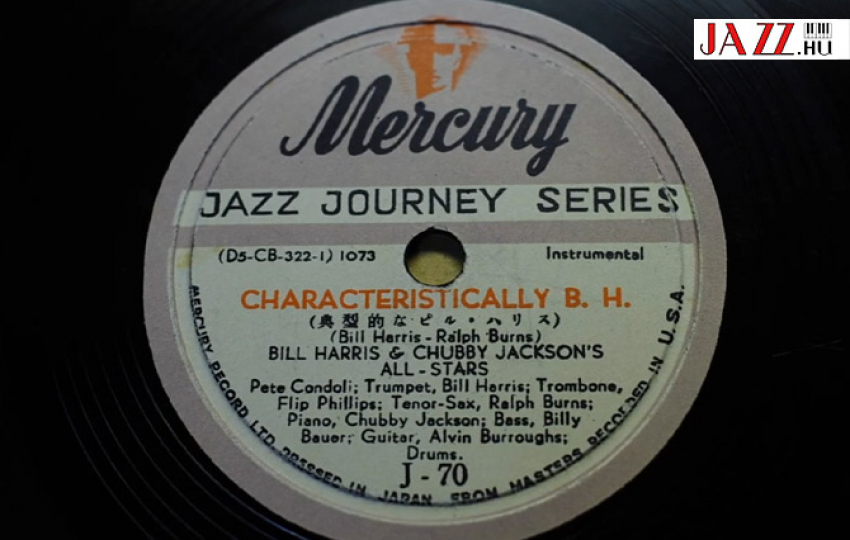 JAZZ.HU
Mercury
JAZZ JOURNEY SERIES
(D5-CB-322-1) 1073 Instrumental
CHARACTERISTICALLY B. H.
(典型的なビル・ハリス)
(Bill Harris - Ralph Burns)
BILL HARRIS & CHUBBY JACKSON'S
ALL-STARS
Pete Condoli; Trumpet, Bill Harris; Trombone,
Flip Phillips; Tenor-Sax, Ralph Burns;
Piano, Chubby Jackson; Bass, Billy
Bauer; Guitar, Alvin Burroughs;
Drums.
J-70
MERCURY RECORD LTD. PRESSED IN JAPAN FROM MASTERS RECORDED IN U.S.A.